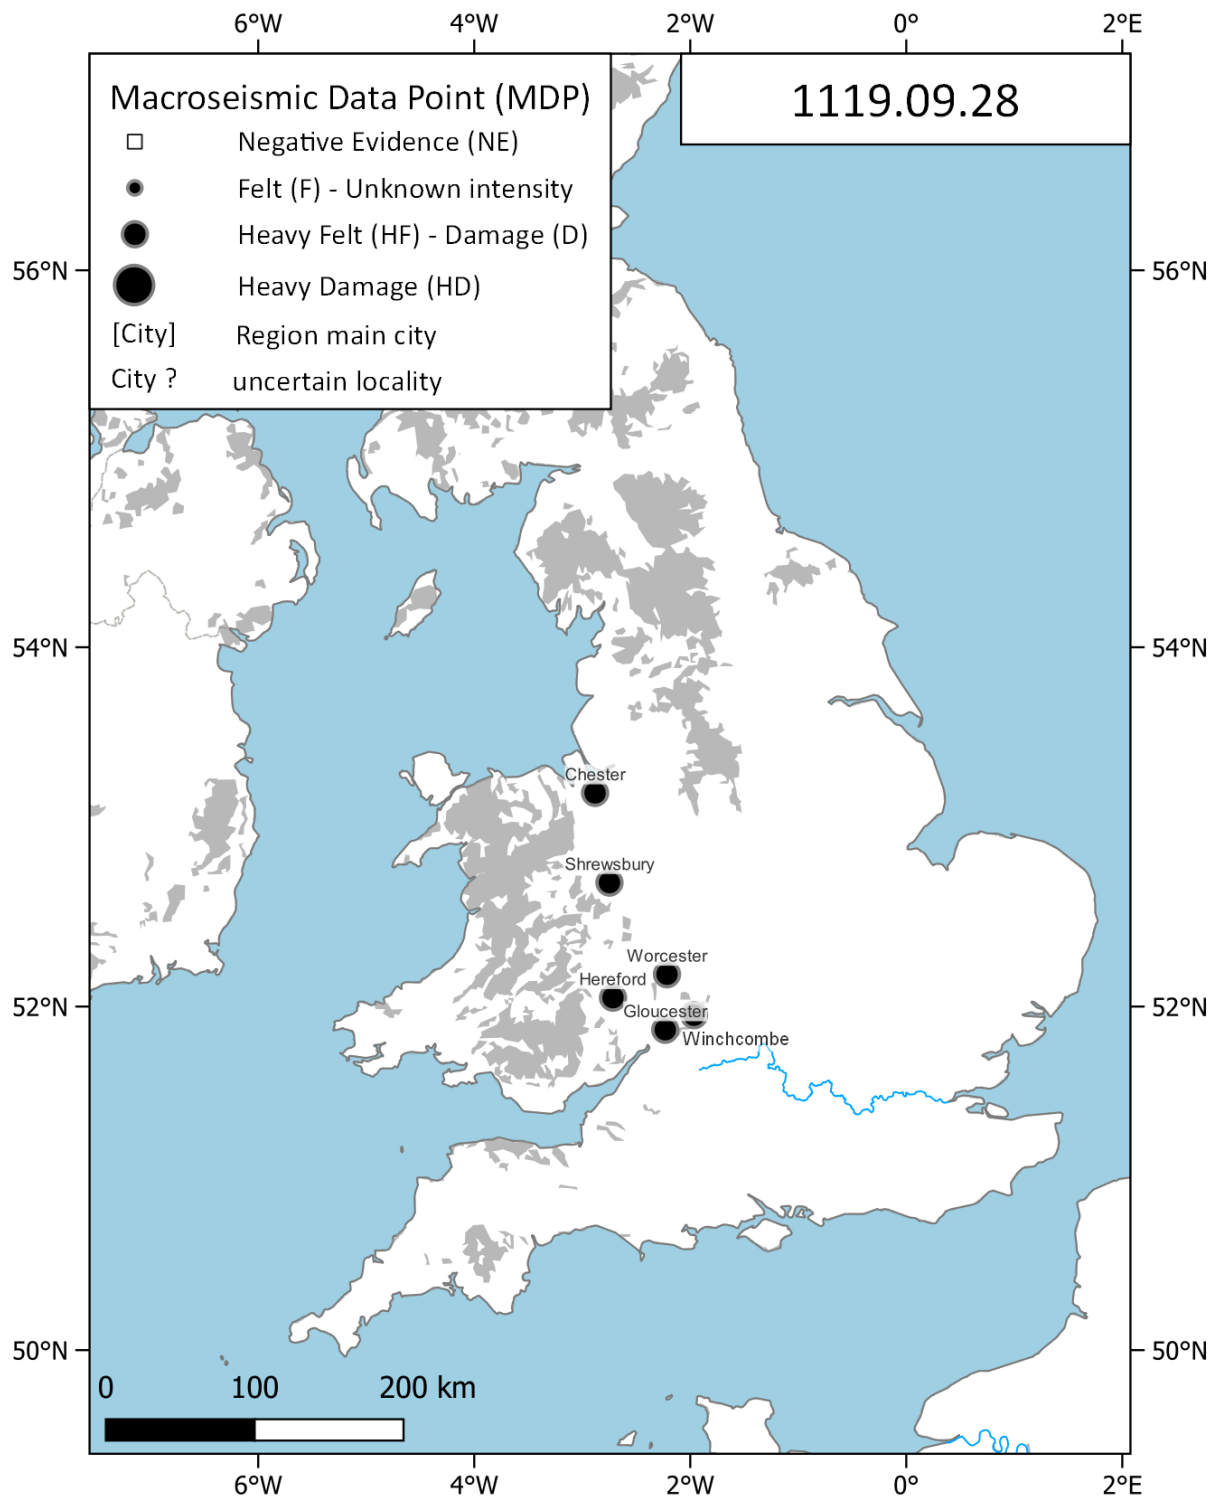 6°W 4°W 2°W 0° 2°E
Macroseismic Data Point (MDP)
1119.09.28
Negative Evidence (NE)
Felt (F) - Unknown intensity
Heavy Felt (HF) - Damage (D)
56°N 56°N
Heavy Damage (HD)
[City] Region main city
City ? uncertain locality
54°N 54°N
Chester
Shrewsbury
Worcester
Hereford
52°N 52°N
Gloucester
Winchcombe
50°N 50°N
0 100 200 km
6°W 4°W 2°W 0° 2°E